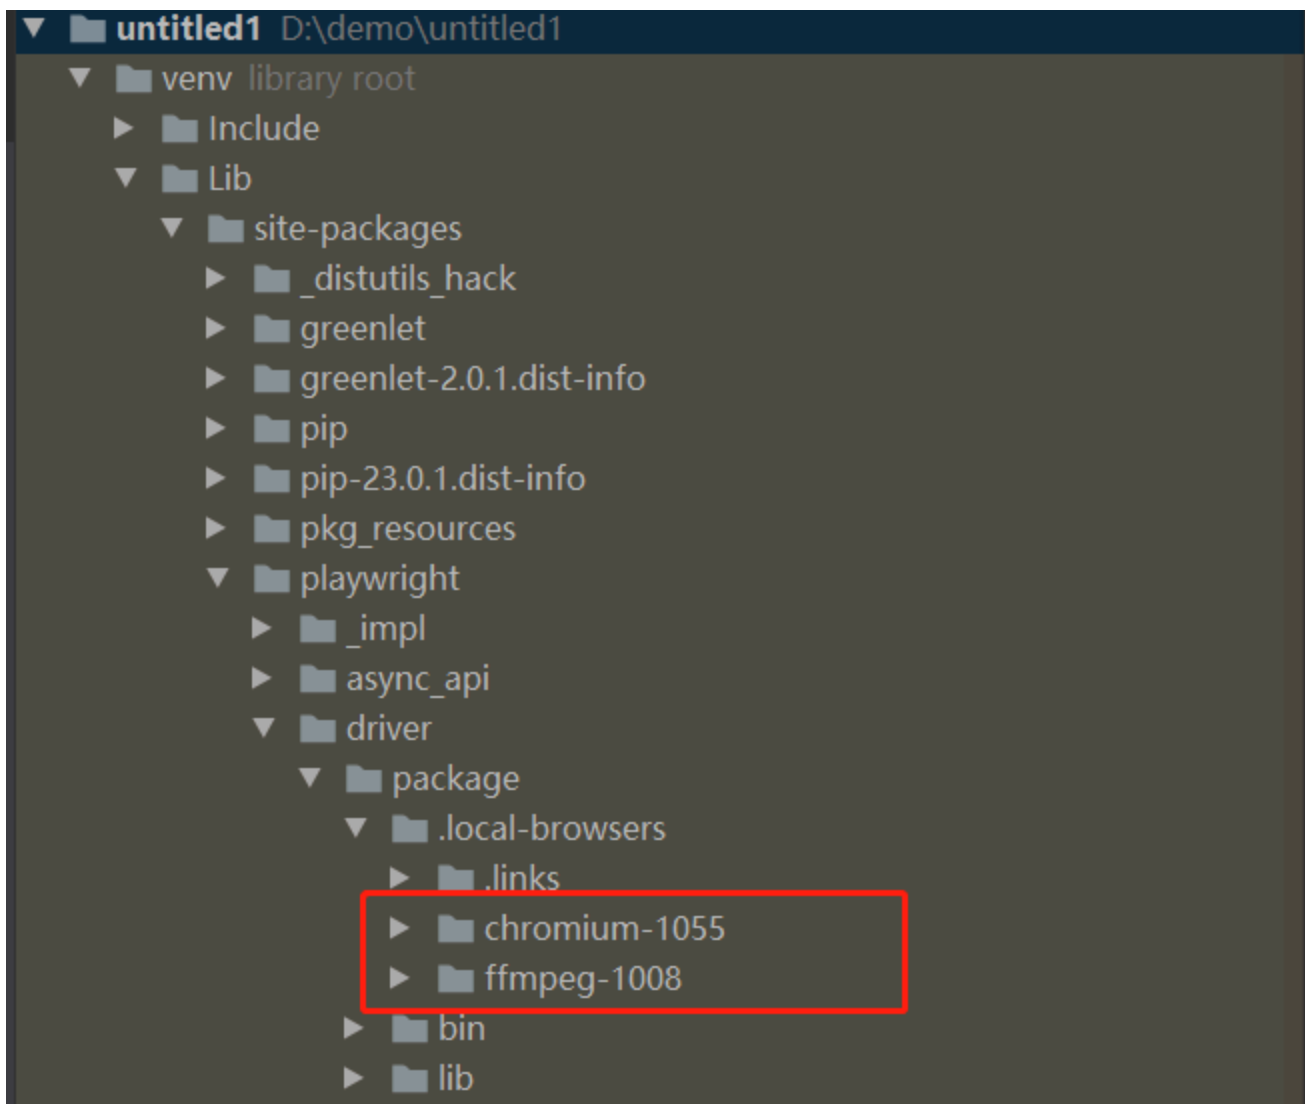 untitled1 D:\demo\untitled1
venv library root
Include
Lib
site-packages
_distutils_hack
greenlet
greenlet-2.0.1.dist-info
pip
pip-23.0.1.dist-info
pkg_resources
playwright
_impl
async_api
driver
package
.local-browsers
.links
chromium-1055
ffmpeg-1008
bin
lib